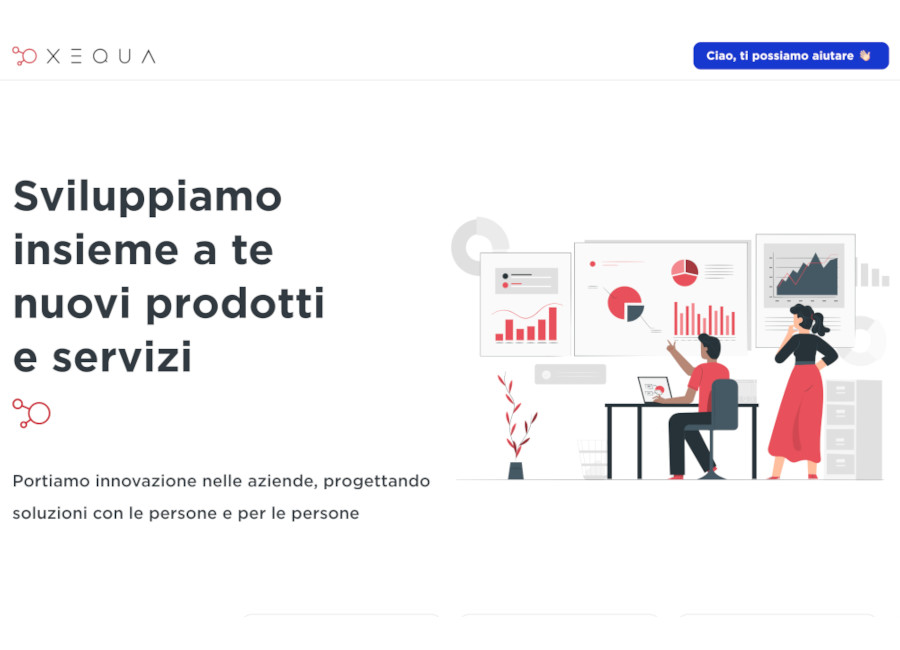 XEQUA
Ciao, ti possiamo aiutare 👋🏻
Sviluppiamo
insieme a te
nuovi prodotti
e servizi
Portiamo innovazione nelle aziende, progettando
soluzioni con le persone e per le persone